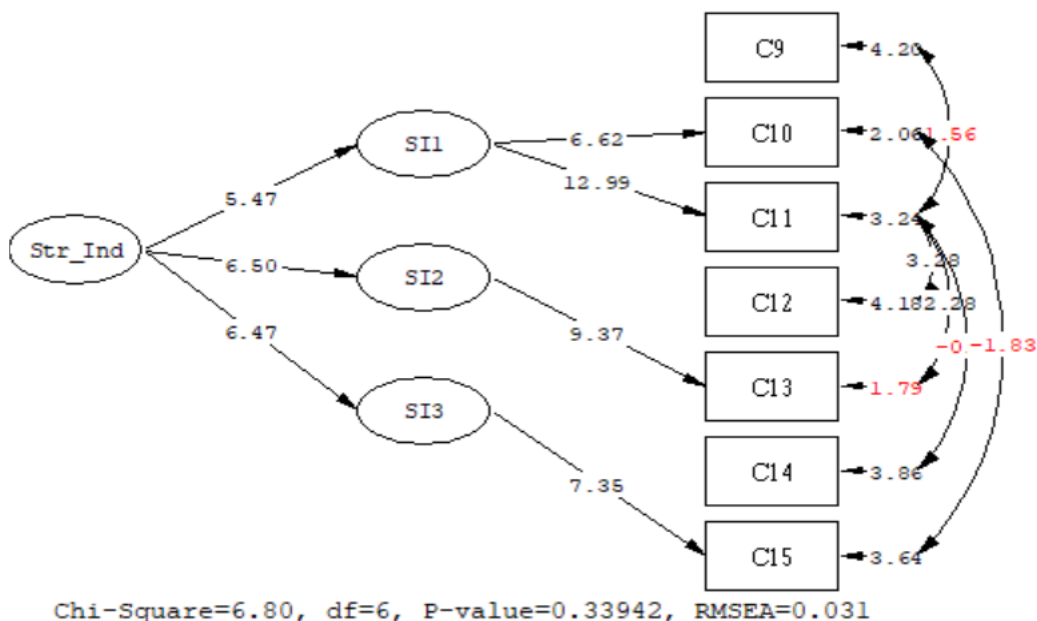 C9 4.20
6.62 C10 2.06 1.56
SI1
12.99
5.47
C11 3.24
Str_Ind
3.28
6.50 SI2
C12 4.18 2.28
6.47 9.37
-1.83
C13 1.79
SI3
C14 3.86
7.35
C15 3.64
Chi-Square=6.80, df=6, P-value=0.33942, RMSEA=0.031